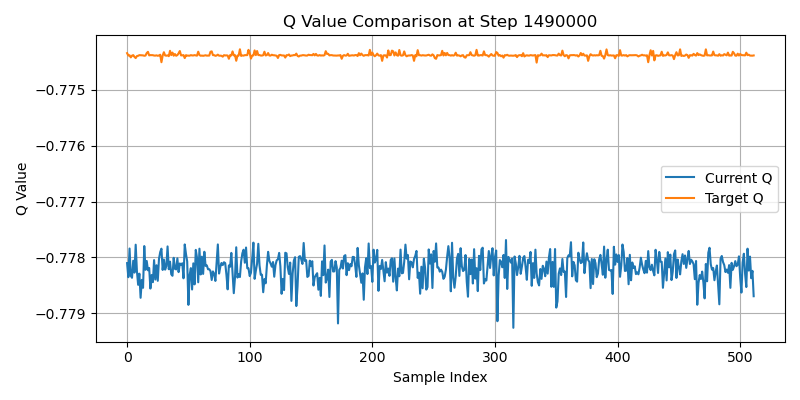 Q Value Comparison at Step 1490000
Q Value
−0.775
−0.776
−0.777
−0.778
−0.779
Current Q
Target Q
0
100
200
300
400
500
Sample Index